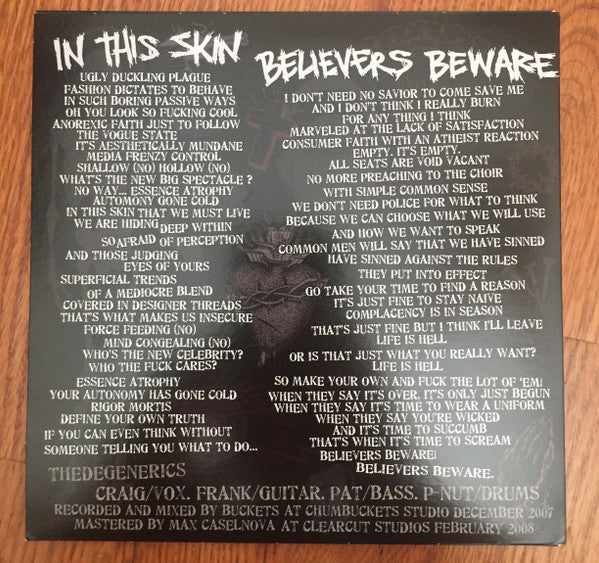 IN THIS SKIN
UGLY DUCKLING PLAGUE
FASHION DICTATES TO BEHAVE
IN SUCH BORING PASSIVE WAYS
OH YOU LOOK SO FUCKING COOL
ANOREXIC FAITH JUST TO FOLLOW
THE VOGUE STATE
IT'S AESTHETICALLY MUNDANE
MEDIA FRENZY CONTROL
SHALLOW (NO) HOLLOW (NO)
WHAT'S THE NEW BIG SPECTACLE ?
NO WAY... ESSENCE ATROPHY
AUTOMONY GONE COLD
IN THIS SKIN THAT WE MUST LIVE
WE ARE HIDING DEEP WITHIN
SO AFRAID OF PERCEPTION
AND THOSE JUDGING
EYES OF YOURS
SUPERFICIAL TRENDS
OF A MEDIOCRE BLEND
COVERED IN DESIGNER THREADS
THAT'S WHAT MAKES US INSECURE
FORCE FEEDING (NO)
MIND CONGEALING (NO)
WHO'S THE NEW CELEBRITY?
WHO THE FUCK CARES?
ESSENCE ATROPHY
YOUR AUTONOMY HAS GONE COLD
RIGOR MORTIS
DEFINE YOUR OWN TRUTH
IF YOU CAN EVEN THINK WITHOUT
SOMEONE TELLING YOU WHAT TO DO...
BELIEVERS BEWARE
I DON'T NEED NO SAVIOR TO COME SAVE ME
AND I DON'T THINK I REALLY BURN
FOR ANY THING I THINK
MARVELED AT THE LACK OF SATISFACTION
CONSUMER FAITH WITH AN ATHEIST REACTION
EMPTY. IT'S EMPTY.
ALL SEATS ARE VOID VACANT
NO MORE PREACHING TO THE CHOIR
WITH SIMPLE COMMON SENSE
WE DON'T NEED POLICE FOR WHAT TO THINK
BECAUSE WE CAN CHOOSE WHAT WE WILL USE
AND HOW WE WANT TO SPEAK
COMMON MEN WILL SAY THAT WE HAVE SINNED
HAVE SINNED AGAINST THE RULES
THEY PUT INTO EFFECT
GO TAKE YOUR TIME TO FIND A REASON
IT'S JUST FINE TO STAY NAIVE
COMPLACENCY IS IN SEASON
THAT'S JUST FINE BUT I THINK I'LL LEAVE
LIFE IS HELL
OR IS THAT JUST WHAT YOU REALLY WANT?
LIFE IS HELL
SO MAKE YOUR OWN AND FUCK THE LOT OF 'EM!
WHEN THEY SAY IT'S OVER, IT'S ONLY JUST BEGUN
WHEN THEY SAY IT'S TIME TO WEAR A UNIFORM
WHEN THEY SAY YOU'RE WICKED
AND IT'S TIME TO SUCCUMB
THAT'S WHEN IT'S TIME TO SCREAM
BELIEVERS BEWARE!
BELIEVERS BEWARE.
THEDEGENERICS
CRAIG/VOX. FRANK/GUITAR. PAT/BASS. P-NUT/DRUMS
RECORDED AND MIXED BY BUCKETS AT CHUMBUCKETS STUDIO DECEMBER 2007
MASTERED BY MAX CASELNOVA AT CLEARCUT STUDIOS FEBRUARY 2008